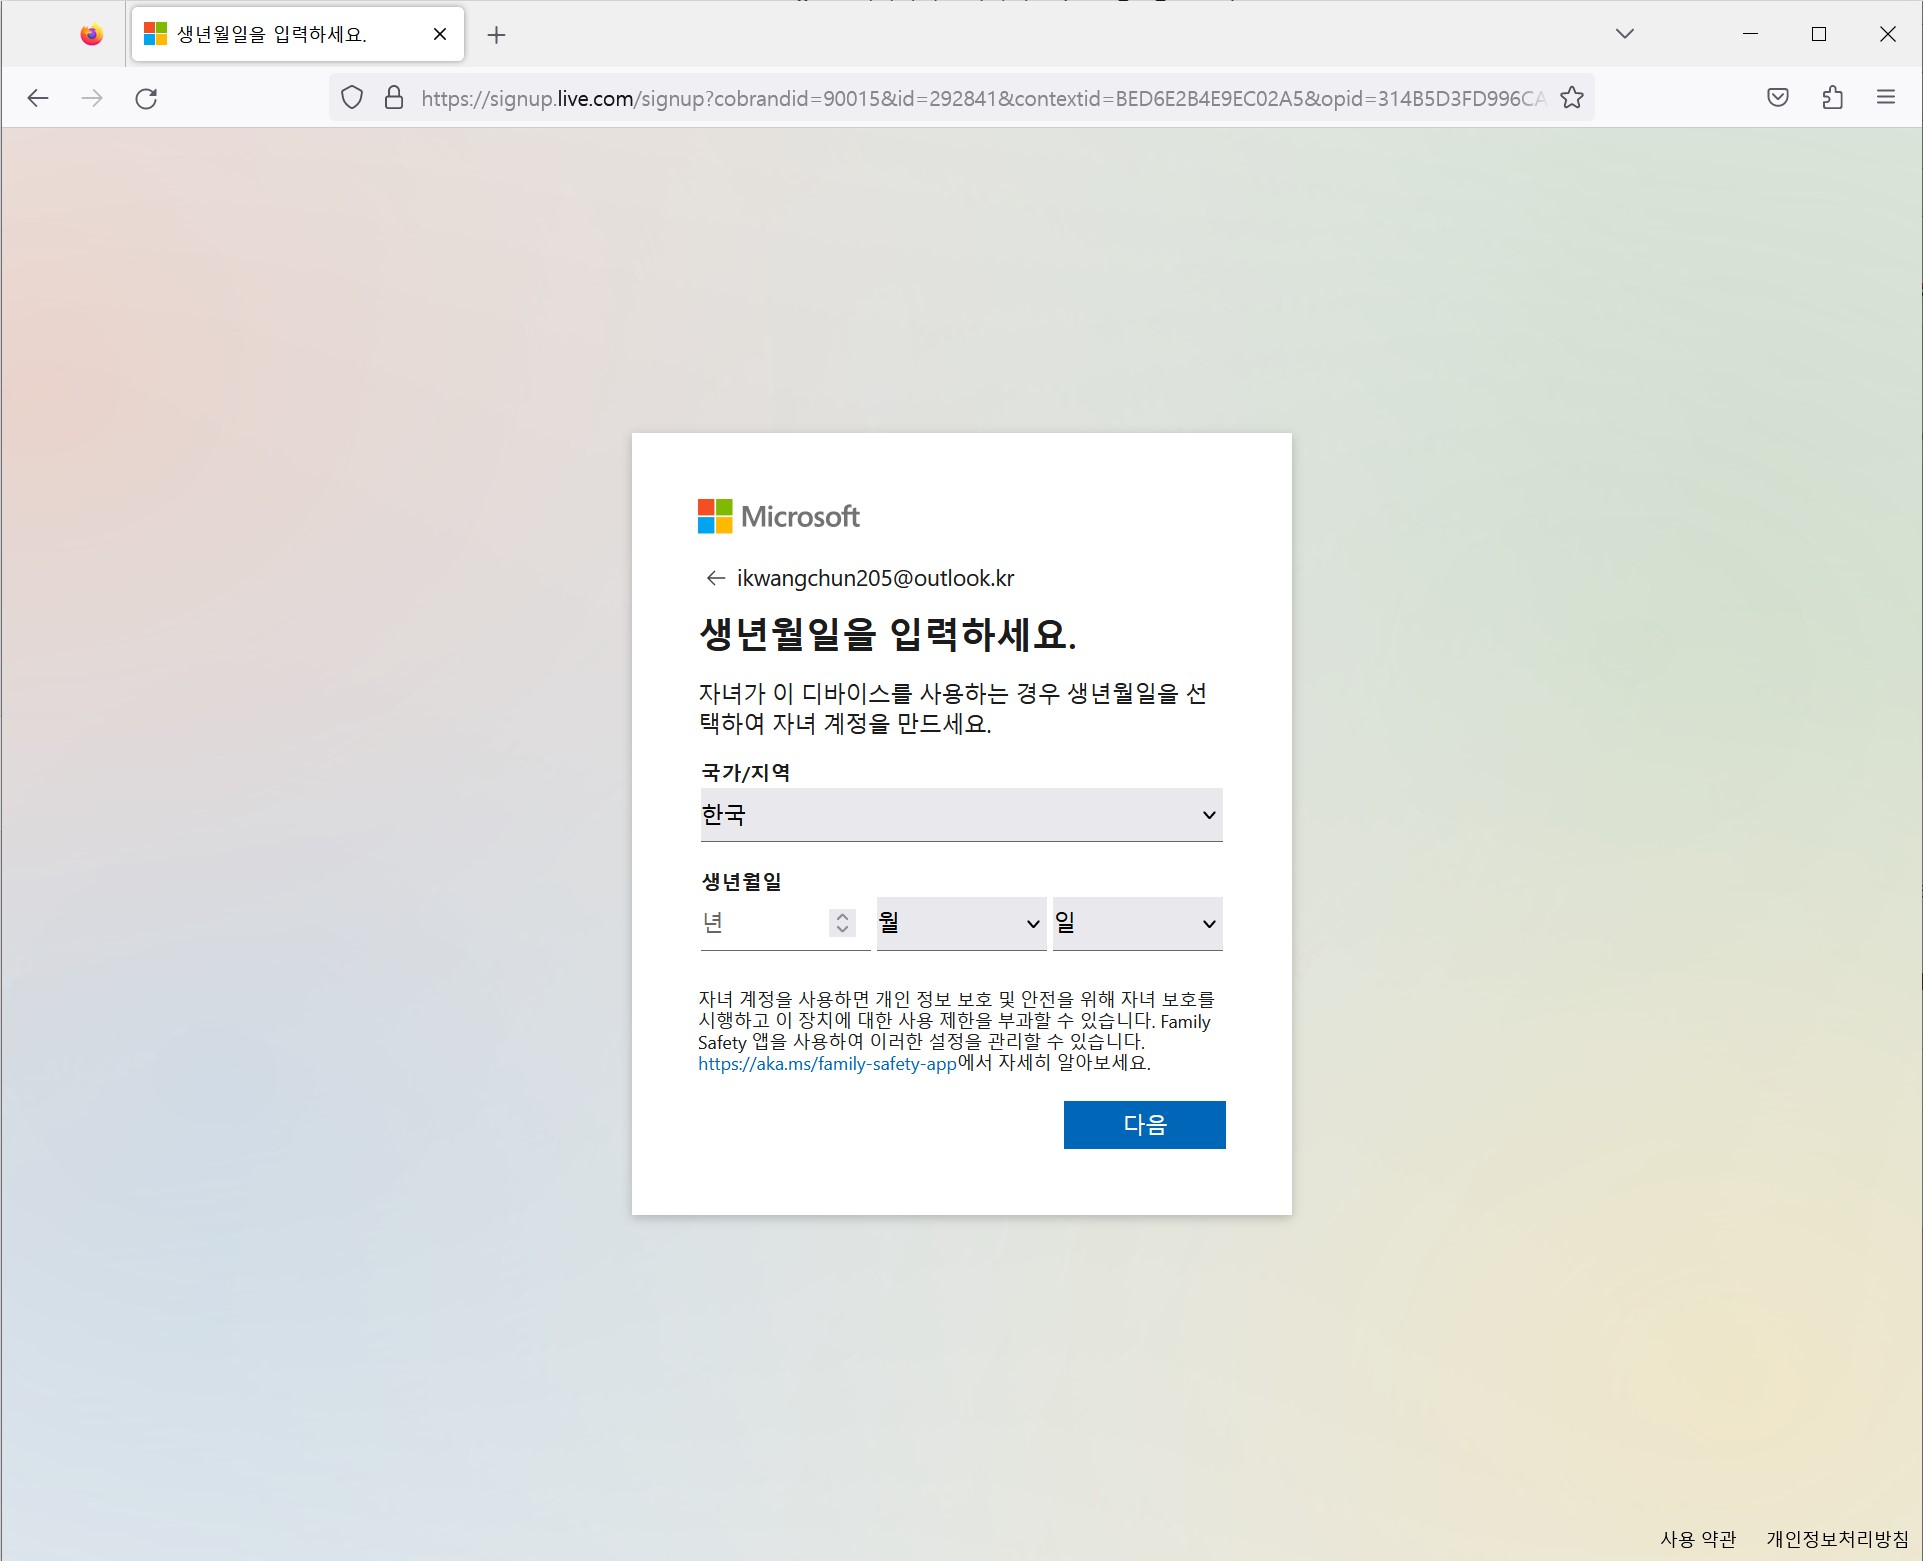 생년월일을 입력하세요.
https://signup.live.com/signup?cobrandid=90015&id=292841&contextid=BED6E2B4E9EC02A5&opid=314B5D3FD996CA
Microsoft
ikwangchun205@outlook.kr
생년월일을 입력하세요.
자녀가 이 디바이스를 사용하는 경우 생년월일을 선
택하여 자녀 계정을 만드세요.
국가/지역
한국
생년월일
년 월 일
자녀 계정을 사용하면 개인 정보 보호 및 안전을 위해 자녀 보호를
시행하고 이 장치에 대한 사용 제한을 부과할 수 있습니다. Family
Safety 앱을 사용하여 이러한 설정을 관리할 수 있습니다.
https://aka.ms/family-safety-app에서 자세히 알아보세요.
다음
사용 약관 개인정보처리방침